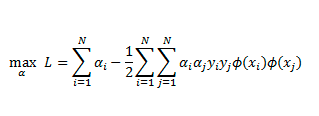 max α L = ∑_{i=1}^{N} α_i − 1/2 ∑_{i=1}^{N} ∑_{j=1}^{N} α_i α_j y_i y_j ϕ(x_i)ϕ(x_j)